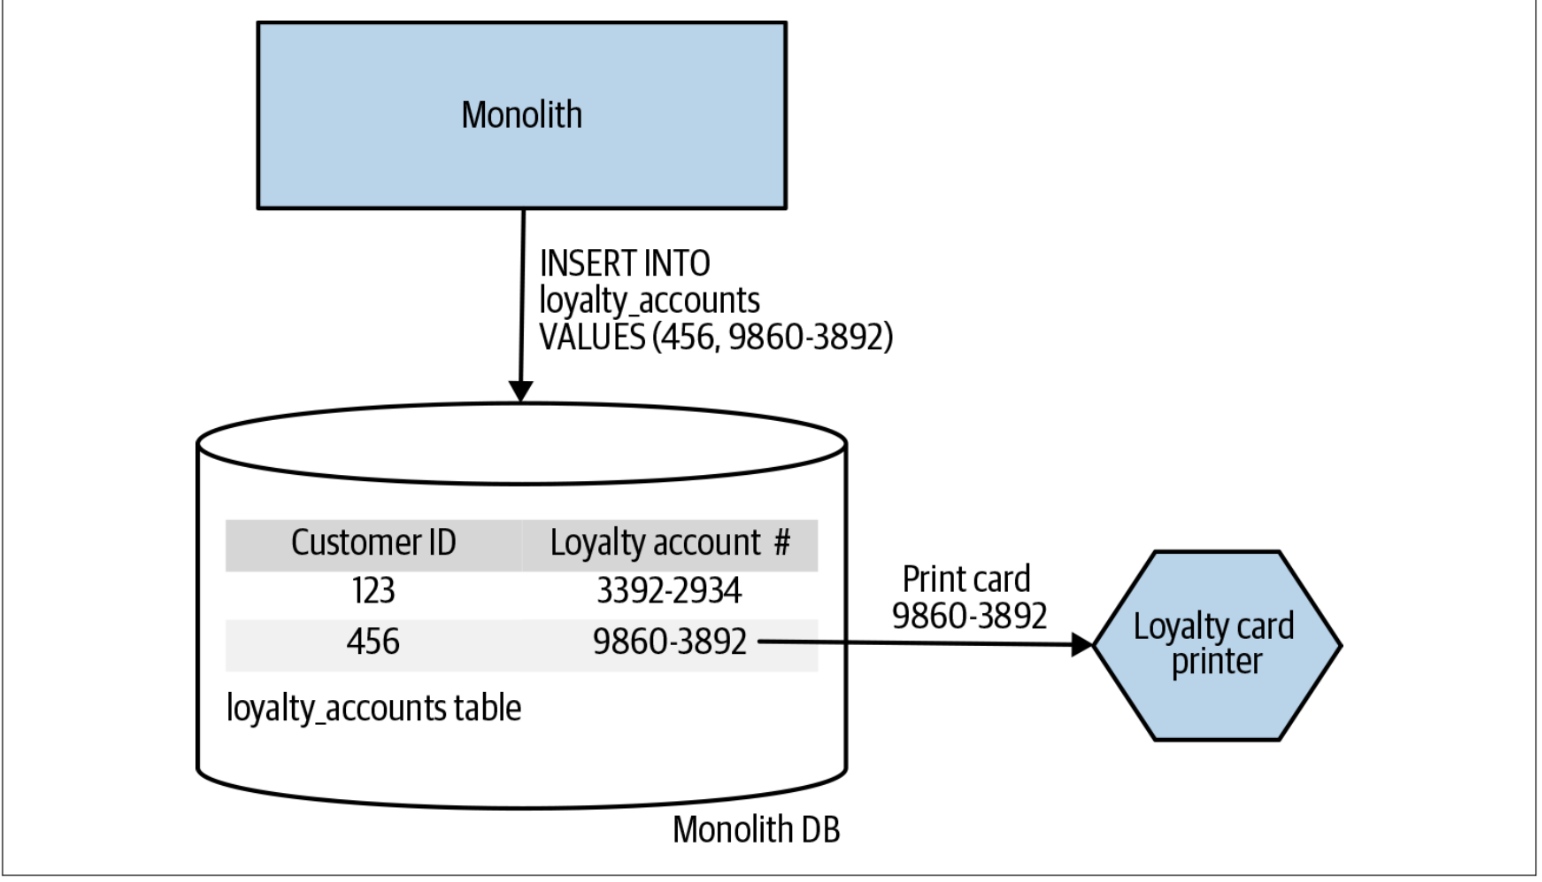 Monolith
INSERT INTO
loyalty_accounts
VALUES (456, 9860-3892)
Customer ID Loyalty account #
123 3392-2934
456 9860-3892
loyalty_accounts table
Print card
9860-3892
Loyalty card
printer
Monolith DB